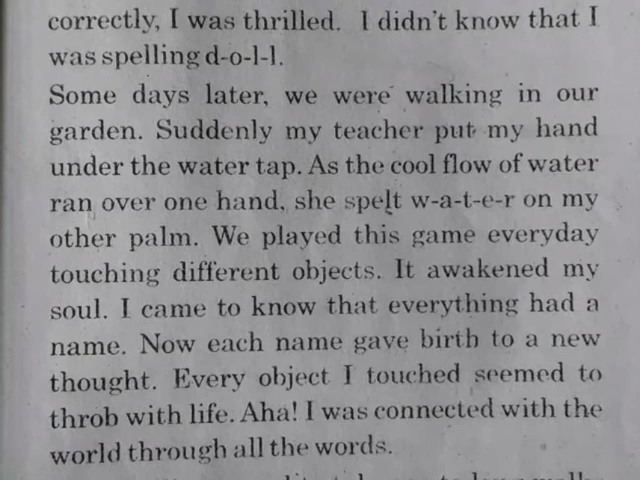 correctly, I was thrilled. I didn't know that I
was spelling d-o-l-l.
Some days later, we were walking in our
garden. Suddenly my teacher put my hand
under the water tap. As the cool flow of water
ran over one hand, she spelt w-a-t-e-r on my
other palm. We played this game everyday
touching different objects. It awakened my
soul. I came to know that everything had a
name. Now each name gave birth to a new
thought. Every object I touched seemed to
throb with life. Aha! I was connected with the
world through all the words.